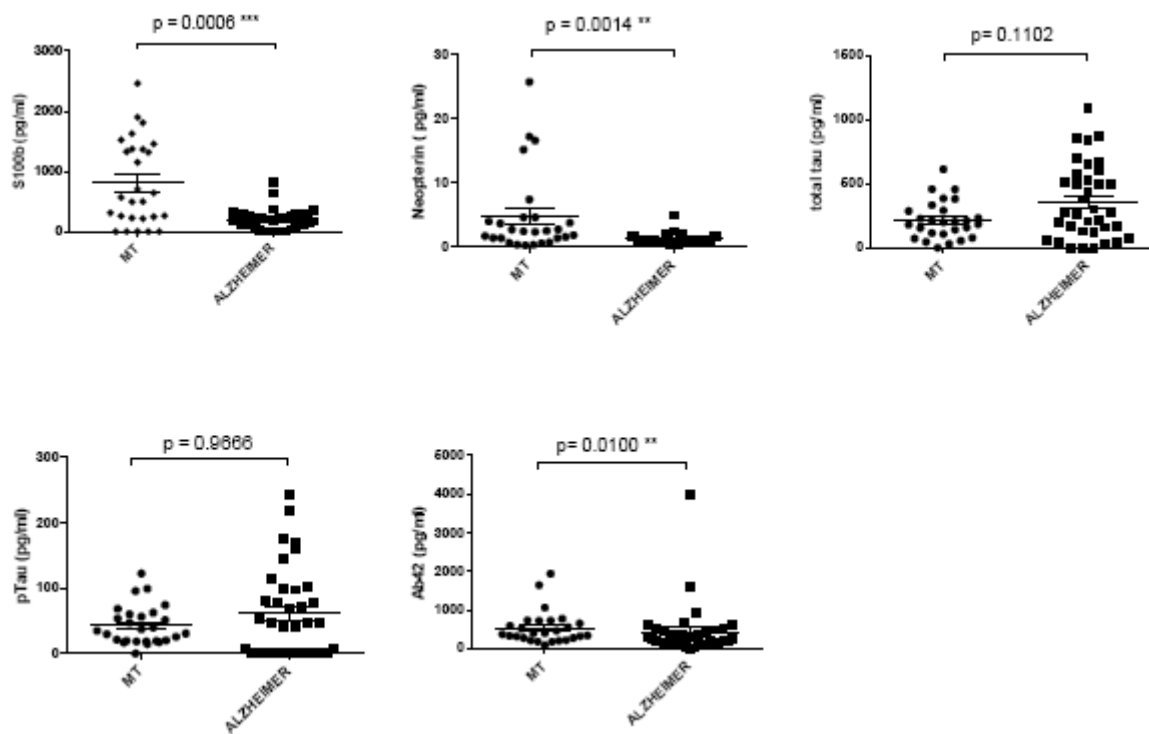 p = 0.0006 ***
3000
2000
1000
0
S100b (pg/ml)
MT
ALZHEIMER
p = 0.0014 **
30
20
10
0
Neopterin ( pg/ml)
MT
ALZHEIMER
p= 0.1102
1600
1000
600
0
total tau (pg/ml)
MT
ALZHEIMER
p = 0.9666
300
200
100
0
pTau (pg/ml)
MT
ALZHEIMER
p= 0.0100 **
6000
4000
3000
2000
1000
0
Ab42 (pg/ml)
MT
ALZHEIMER